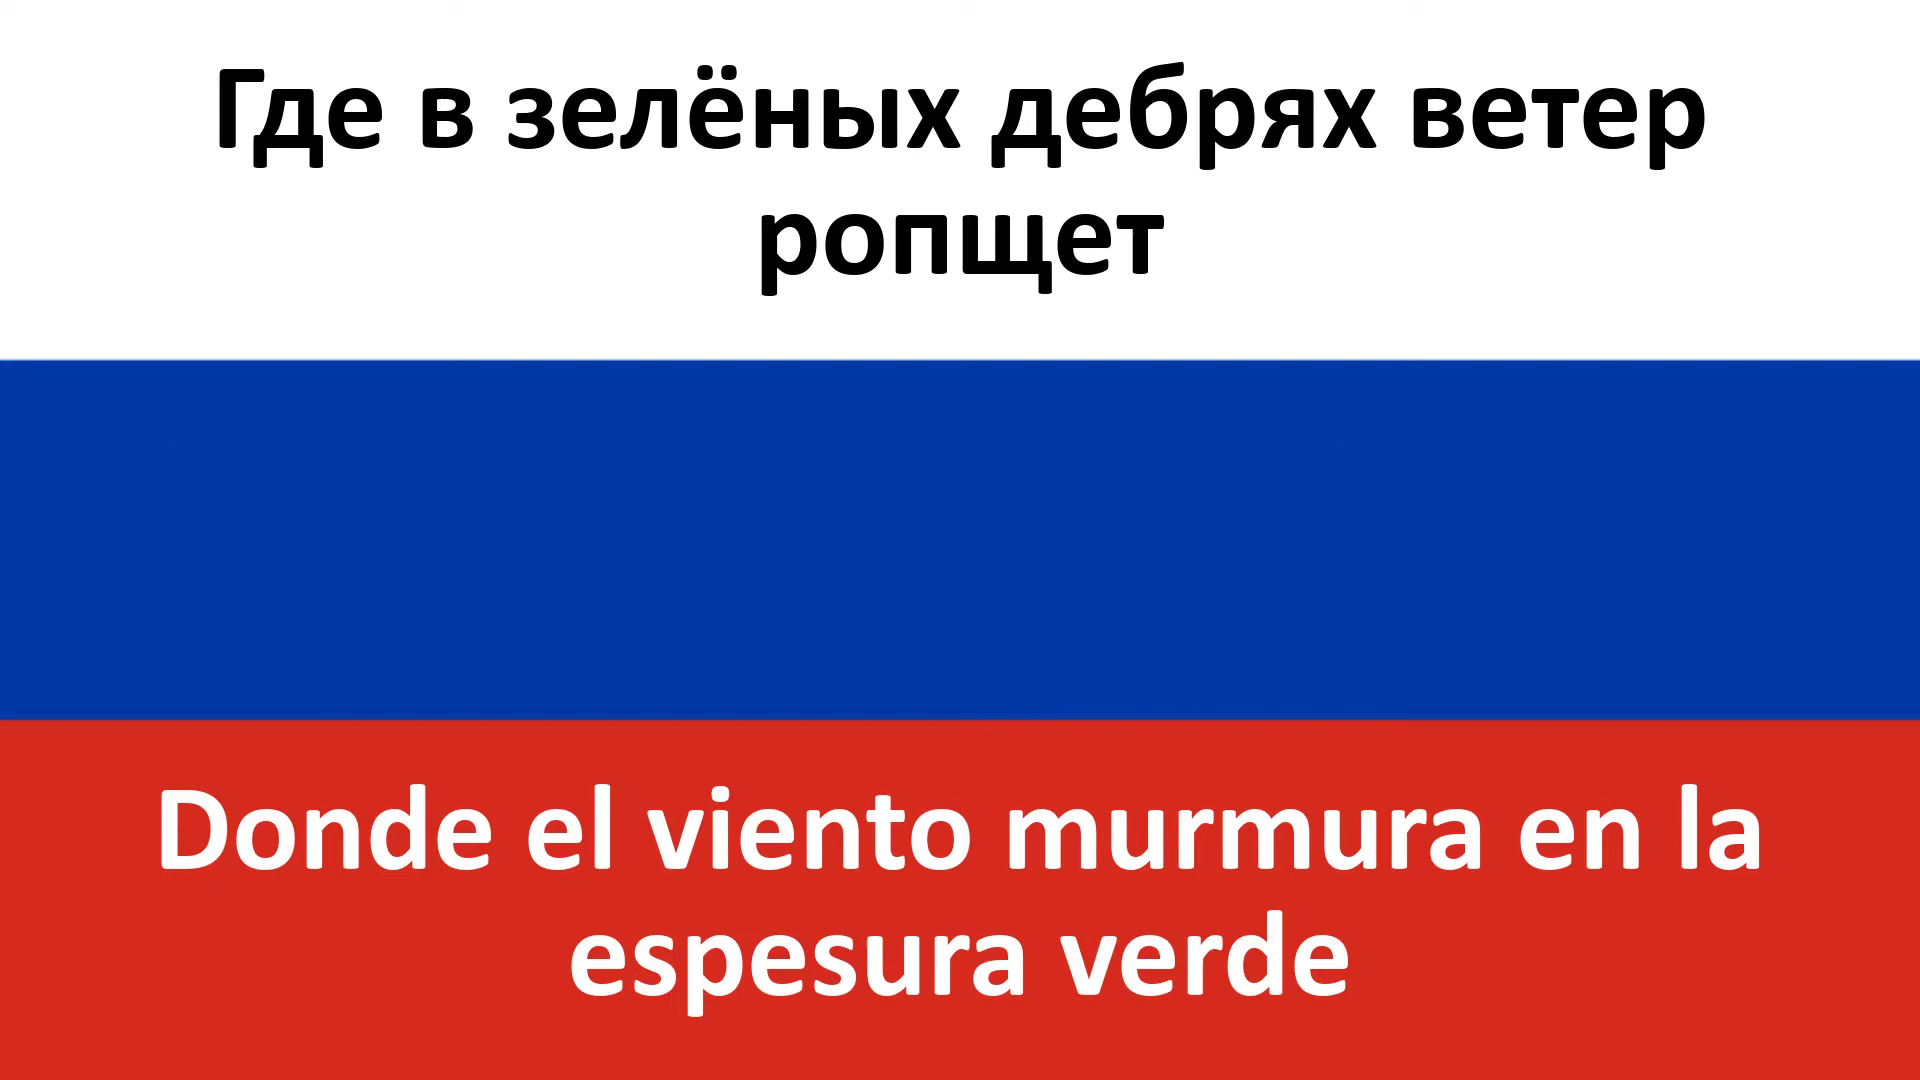 Где в зелёных дебрях ветер
ропщет
Donde el viento murmura en la
espesura verde